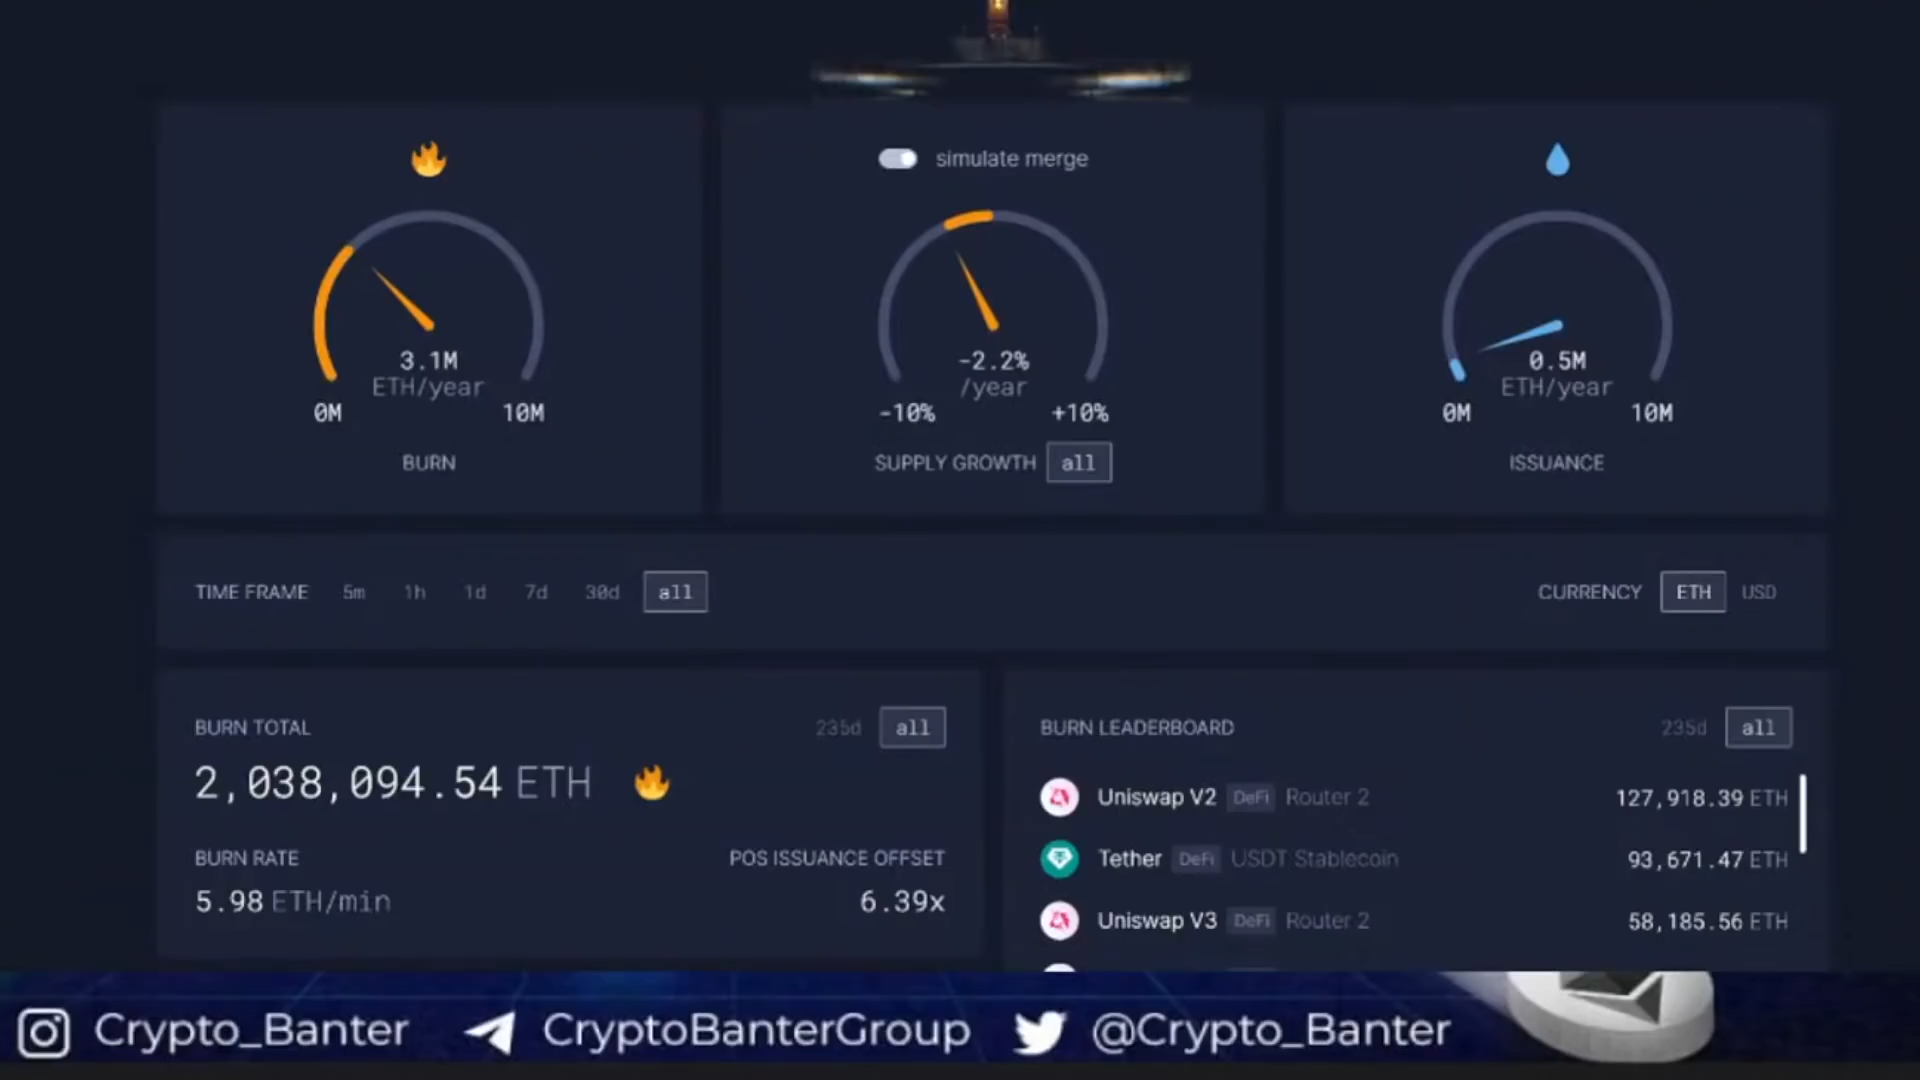 simulate merge
3.1M
ETH/year
0M 10M
BURN
-2.2%
/year
-10% +10%
SUPPLY GROWTH all
0.5M
ETH/year
0M 10M
ISSUANCE
TIME FRAME 5m 1h 1d 7d 30d all
CURRENCY ETH USD
BURN TOTAL 235d all
2,038,094.54 ETH
BURN RATE POS ISSUANCE OFFSET
5.98 ETH/min 6.39x
BURN LEADERBOARD 235d all
Uniswap V2 DeFi Router 2 127,918.39 ETH
Tether DeFi USDT Stablecoin 93,671.47 ETH
Uniswap V3 DeFi Router 2 58,185.56 ETH
Crypto_Banter CryptoBanterGroup @Crypto_Banter